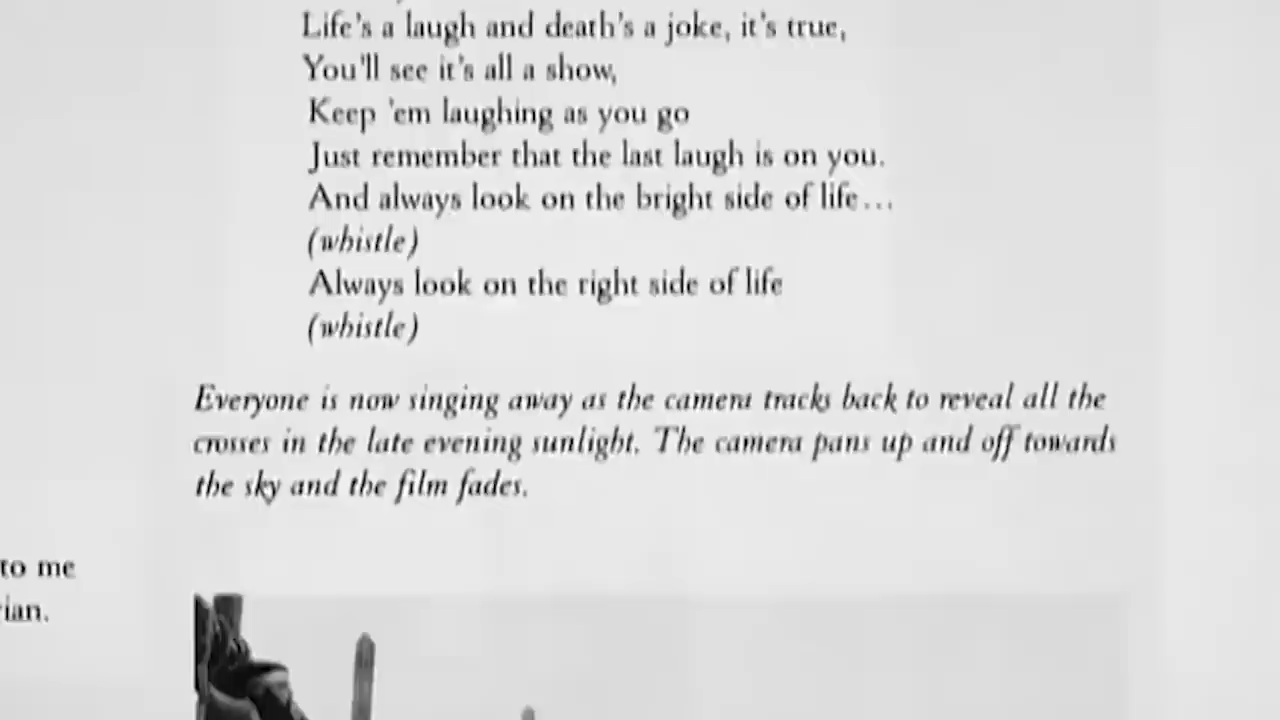 Life's a laugh and death's a joke, it's true,
You'll see it's all a show,
Keep 'em laughing as you go
Just remember that the last laugh is on you.
And always look on the bright side of life...
(whistle)
Always look on the right side of life
(whistle)
Everyone is now singing away as the camera tracks back to reveal all the
crosses in the late evening sunlight. The camera pans up and off towards
the sky and the film fades.
to me
ian.